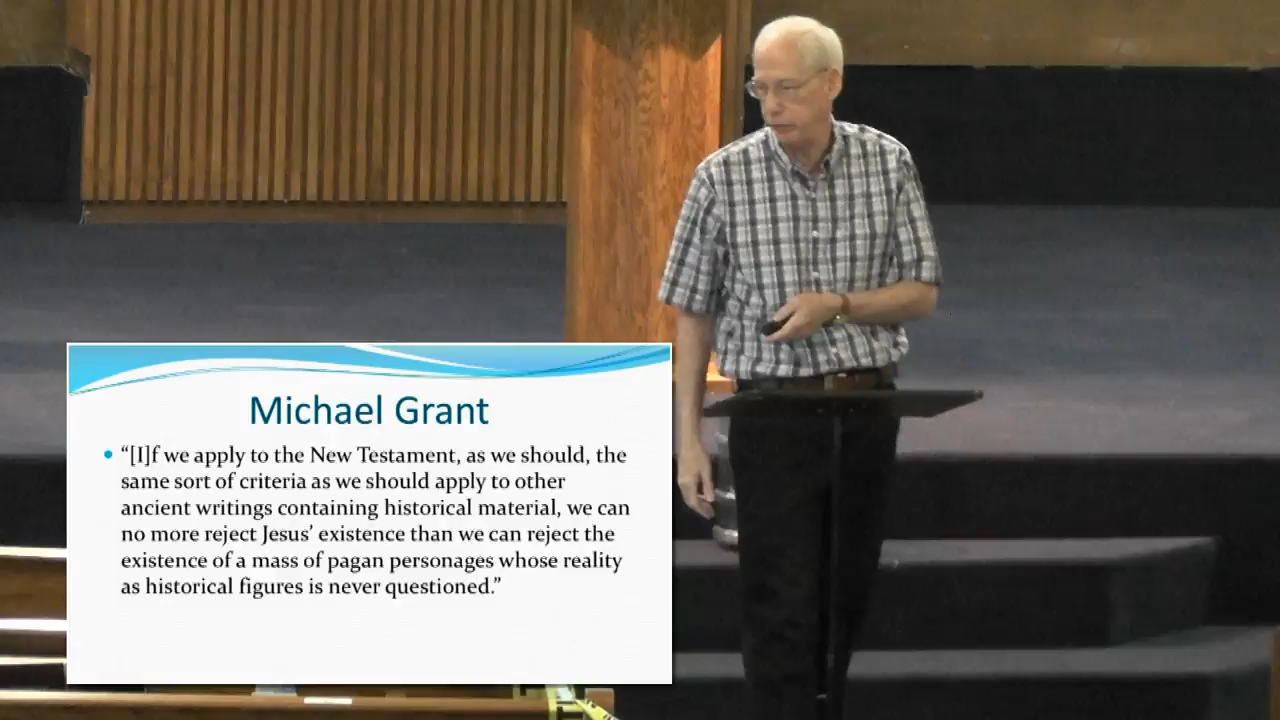 Michael Grant
• “[I]f we apply to the New Testament, as we should, the
same sort of criteria as we should apply to other
ancient writings containing historical material, we can
no more reject Jesus’ existence than we can reject the
existence of a mass of pagan personages whose reality
as historical figures is never questioned.”